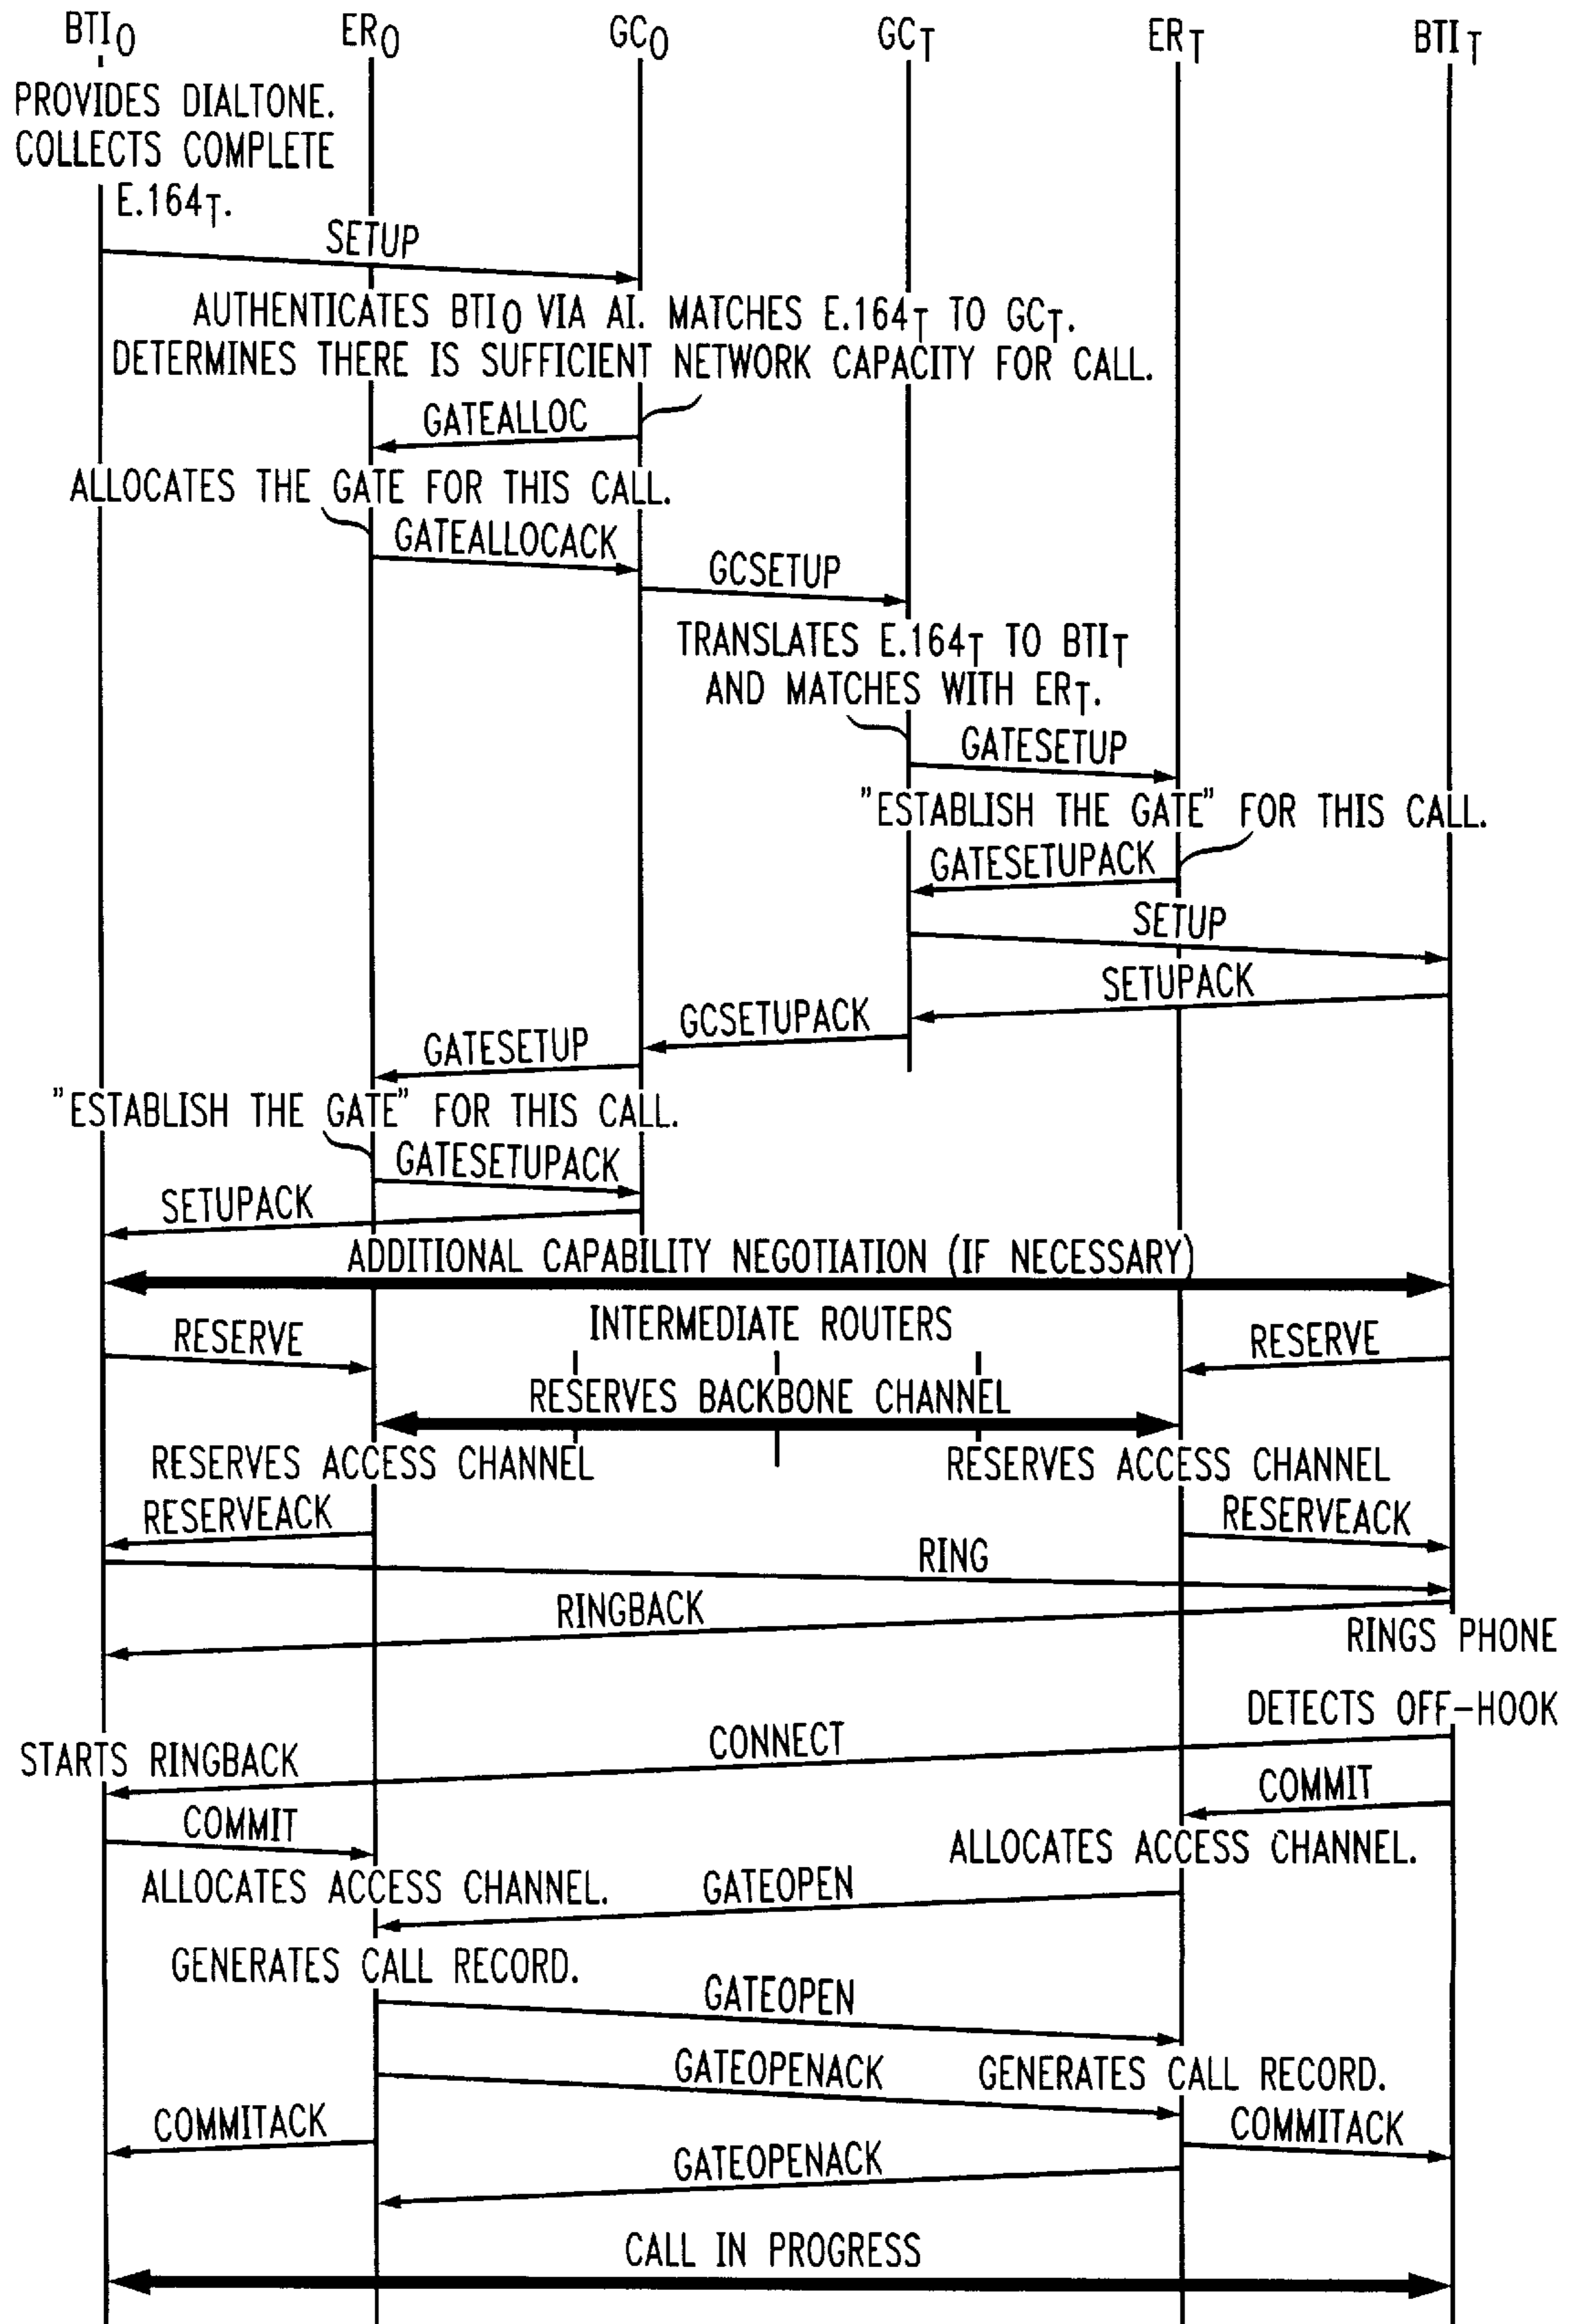 BTIO ERO GCO GCT ERT BTIT
PROVIDES DIALTONE.
COLLECTS COMPLETE
E.164T.
SETUP
AUTHENTICATES BTIO VIA AI. MATCHES E.164T TO GCT.
DETERMINES THERE IS SUFFICIENT NETWORK CAPACITY FOR CALL.
GATEALLOC
ALLOCATES THE GATE FOR THIS CALL.
GATEALLOCACK
GCSETUP
TRANSLATES E.164T TO BTIT
AND MATCHES WITH ERT.
GATESETUP
"ESTABLISH THE GATE" FOR THIS CALL.
GATESETUPACK
SETUP
SETUPACK
GCSETUPACK
GATESETUP
"ESTABLISH THE GATE" FOR THIS CALL.
GATESETUPACK
SETUPACK
ADDITIONAL CAPABILITY NEGOTIATION (IF NECESSARY)
INTERMEDIATE ROUTERS
RESERVE
RESERVE
RESERVES BACKBONE CHANNEL
RESERVES ACCESS CHANNEL
RESERVES ACCESS CHANNEL
RESERVEACK
RESERVEACK
RING
RINGBACK
RINGS PHONE
DETECTS OFF-HOOK
CONNECT
STARTS RINGBACK
COMMIT
COMMIT
ALLOCATES ACCESS CHANNEL.
ALLOCATES ACCESS CHANNEL.
GATEOPEN
GENERATES CALL RECORD.
GATEOPEN
GATEOPENACK
GENERATES CALL RECORD.
COMMITACK
COMMITACK
GATEOPENACK
CALL IN PROGRESS